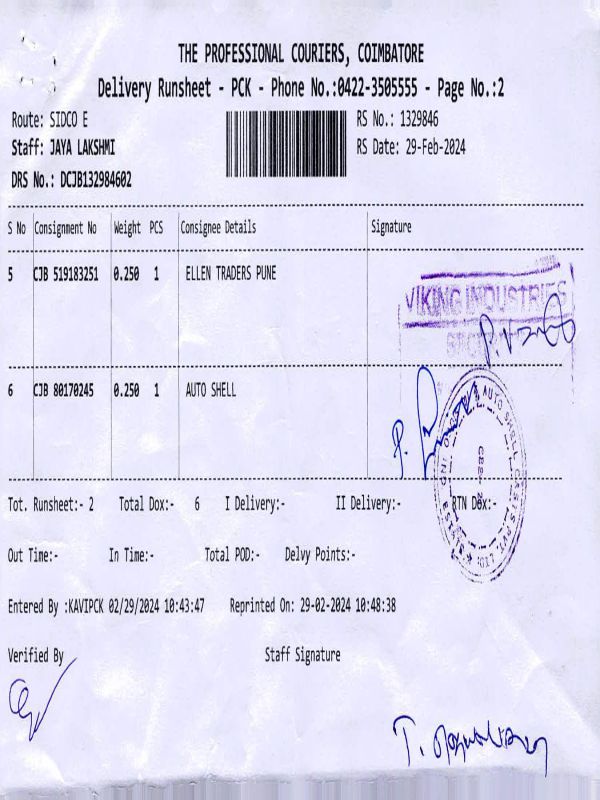 THE PROFESSIONAL COURIERS, COIMBATORE
Delivery Runsheet - PCK - Phone No.:0422-3505555 - Page No.:2
Route: SIDCO E RS No.: 1329846
Staff: JAYA LAKSHMI RS Date: 29-Feb-2024
DRS No.: DCJB132984602
S No Consignment No Weight PCS Consignee Details Signature
5 CJB 519183251 0.250 1 ELLEN TRADERS PUNE
VIKING INDUSTRIES
6 CJB 80170245 0.250 1 AUTO SHELL
AUTO SHELL CASTS PVT. LTD.
Tot. Runsheet:- 2 Total Dox:- 6 I Delivery:- II Delivery:- RTN Dox:-
Out Time:- In Time:- Total POD:- Delvy Points:-
Entered By :KAVIPCK 02/29/2024 10:43:47 Reprinted On: 29-02-2024 10:48:38
Verified By Staff Signature